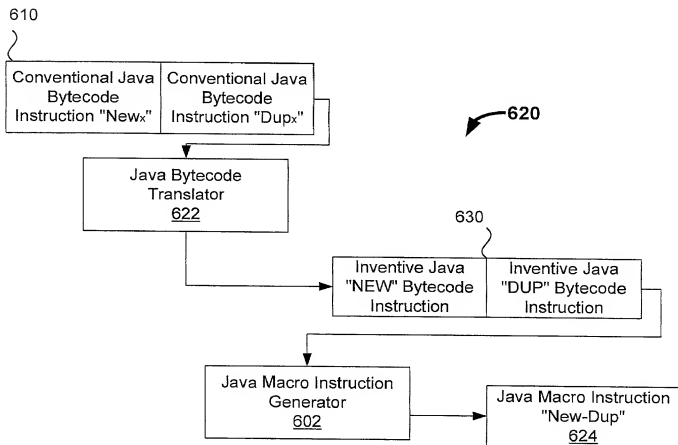 610
Conventional Java
Bytecode
Instruction "Newx"
Conventional Java
Bytecode
Instruction "Dupx"
620
Java Bytecode
Translator
622
630
Inventive Java
"NEW" Bytecode
Instruction
Inventive Java
"DUP" Bytecode
Instruction
Java Macro Instruction
Generator
602
Java Macro Instruction
"New-Dup"
624